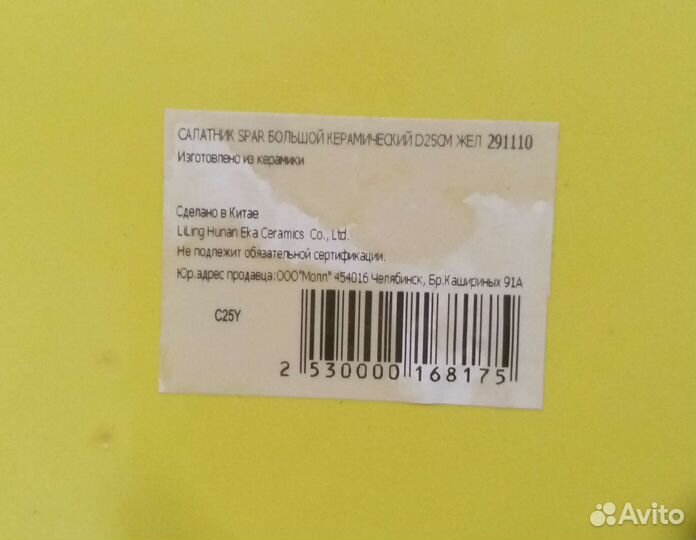 САЛАТНИК SPAR БОЛЬШОЙ КЕРАМИЧЕСКИЙ D25СМ ЖЕЛ 291110
Изготовлено из керамики
Сделано в Китае
LiLing Hunan Eka Ceramics Co., Ltd.
Не подлежит обязательной сертификации.
Юр.адрес продавца:ООО"Молл" 454016 Челябинск, Бр.Кашириных 91А
C25Y
2 530000 168175
Avito